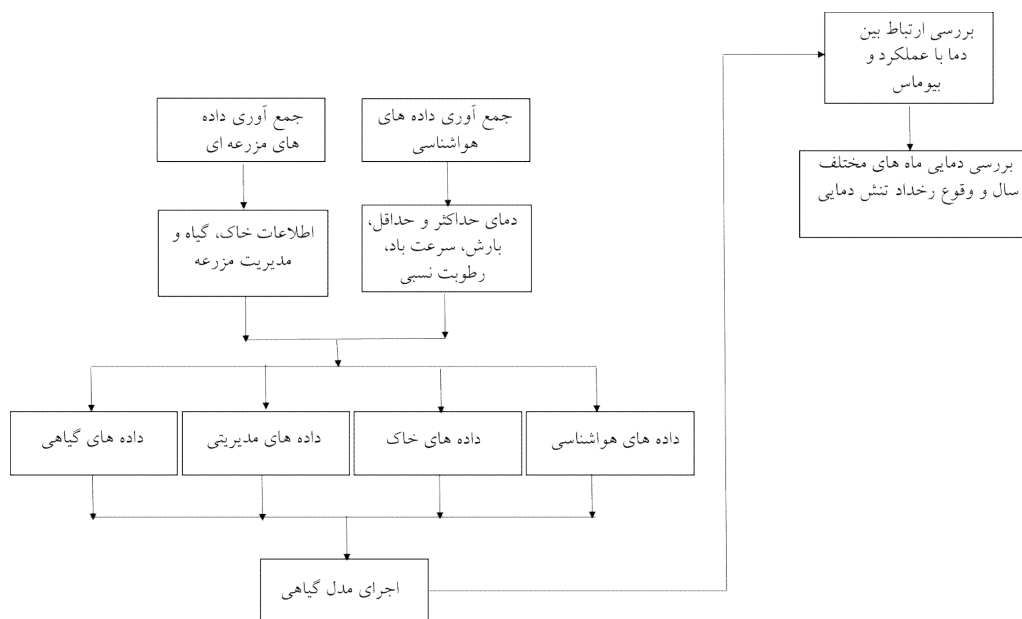 بررسی ارتباط بین
دما با عملکرد و
بیوماس
جمع آوری داده های
هواشناسی
جمع آوری داده
های مزرعه ای
بررسی دمایی ماه های مختلف
سال و وقوع رخداد تنش دمایی
دمای حداکثر و حداقل،
بارش، سرعت باد،
رطوبت نسبی
اطلاعات خاک، گیاه و
مدیریت مزرعه
داده های هواشناسی
داده های خاک
داده های مدیریتی
داده های گیاهی
اجرای مدل گیاهی